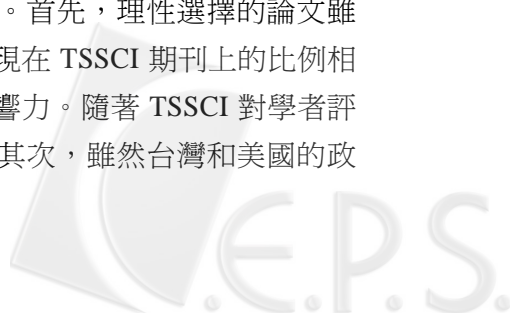 。首先，理性選擇的論文雖
現在 TSSCI 期刊上的比例相
響力。隨著 TSSCI 對學者評
其次，雖然台灣和美國的政
C.E.P.S.